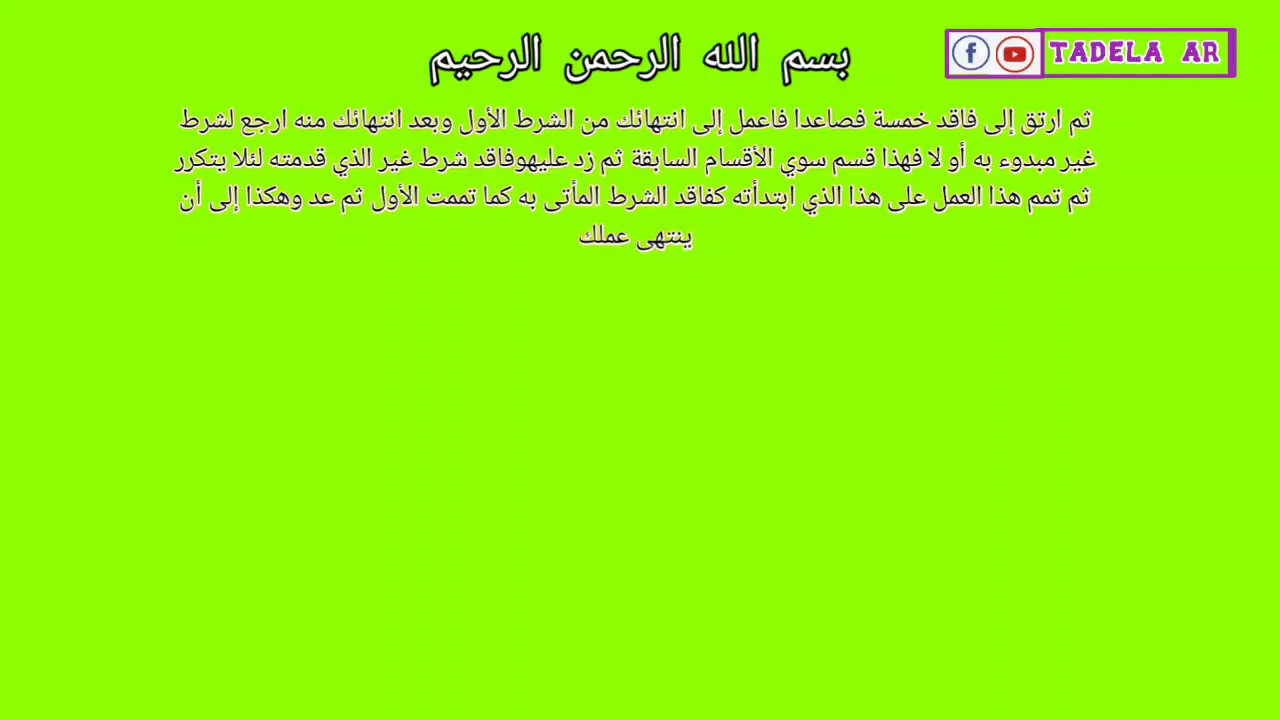 بسم الله الرحمن الرحيم
TADELA AR
ثم ارتق إلى فاقد خمسة فصاعدا فاعمل إلى انتهائك من الشرط الأول وبعد انتهائك منه ارجع لشرط
غير مبدوء به أو لا فهذا قسم سوي الأقسام السابقة ثم زد عليهوفاقد شرط غير الذي قدمته لئلا يتكرر
ثم تمم هذا العمل على هذا الذي ابتدأته كفاقد الشرط المأتى به كما تممت الأول ثم عد وهكذا إلى أن
ينتهى عملك